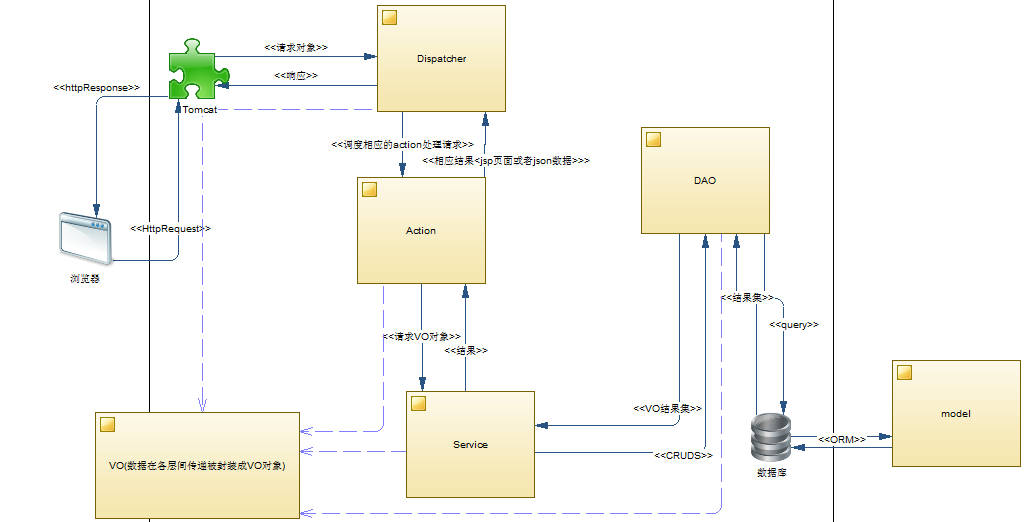 <<请求对象>>
Dispatcher
<<响应>>
<<httpResponse>>
Tomcat
<<调度相应的action处理请求>>
<<相应结果<jsp页面或者json数据>>>
DAO
Action
<<HttpRequest>>
浏览器
<<结果集>>
<<query>>
<<请求VO对象>>
<<结果>>
<<VO结果集>>
model
<<ORM>>
Service
<<CRUDS>>
VO(数据在各层间传递被封装成VO对象)
数据库